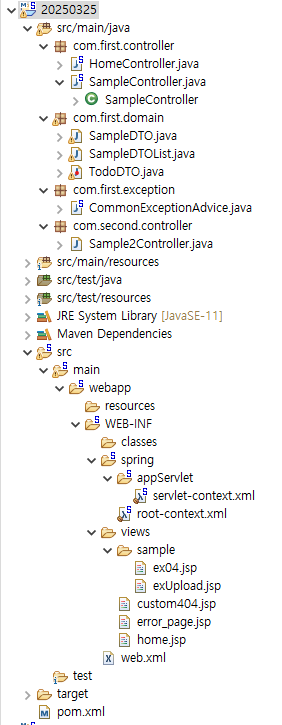 20250325
src/main/java
com.first.controller
HomeController.java
SampleController.java
SampleController
com.first.domain
SampleDTO.java
SampleDTOList.java
TodoDTO.java
com.first.exception
CommonExceptionAdvice.java
com.second.controller
Sample2Controller.java
src/main/resources
src/test/java
src/test/resources
JRE System Library [JavaSE-11]
Maven Dependencies
src
main
webapp
resources
WEB-INF
classes
spring
appServlet
servlet-context.xml
root-context.xml
views
sample
ex04.jsp
exUpload.jsp
custom404.jsp
error_page.jsp
home.jsp
web.xml
test
target
pom.xml